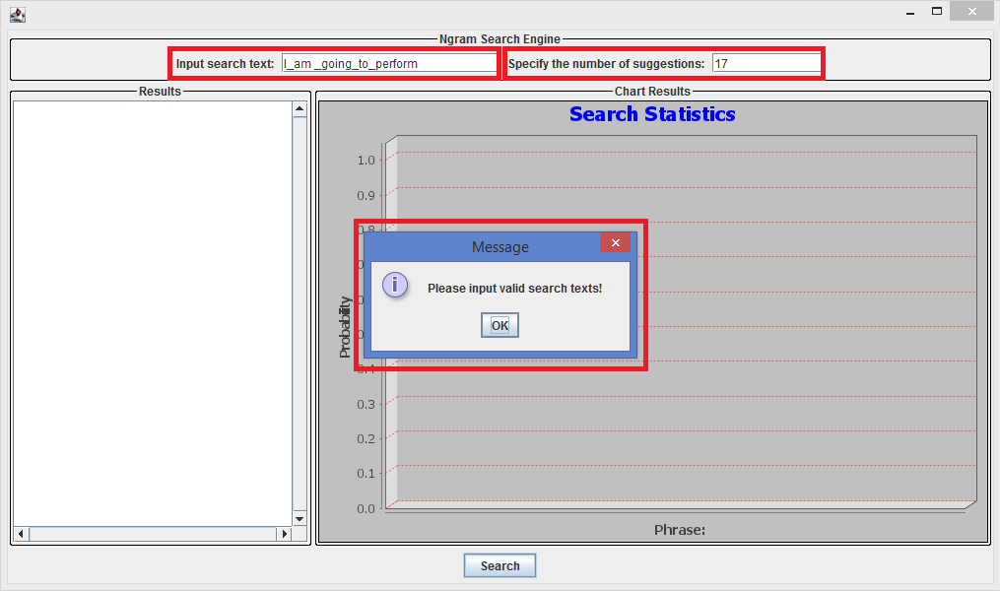 Ngram Search Engine
Input search text: I_am _going_to_perform Specify the number of suggestions: 17
Results
Chart Results
Search Statistics
1.0
0.9
0.8
Message
Please input valid search texts!
OK
Probability
0.4
0.3
0.2
0.1
0.0
Phrase:
Search